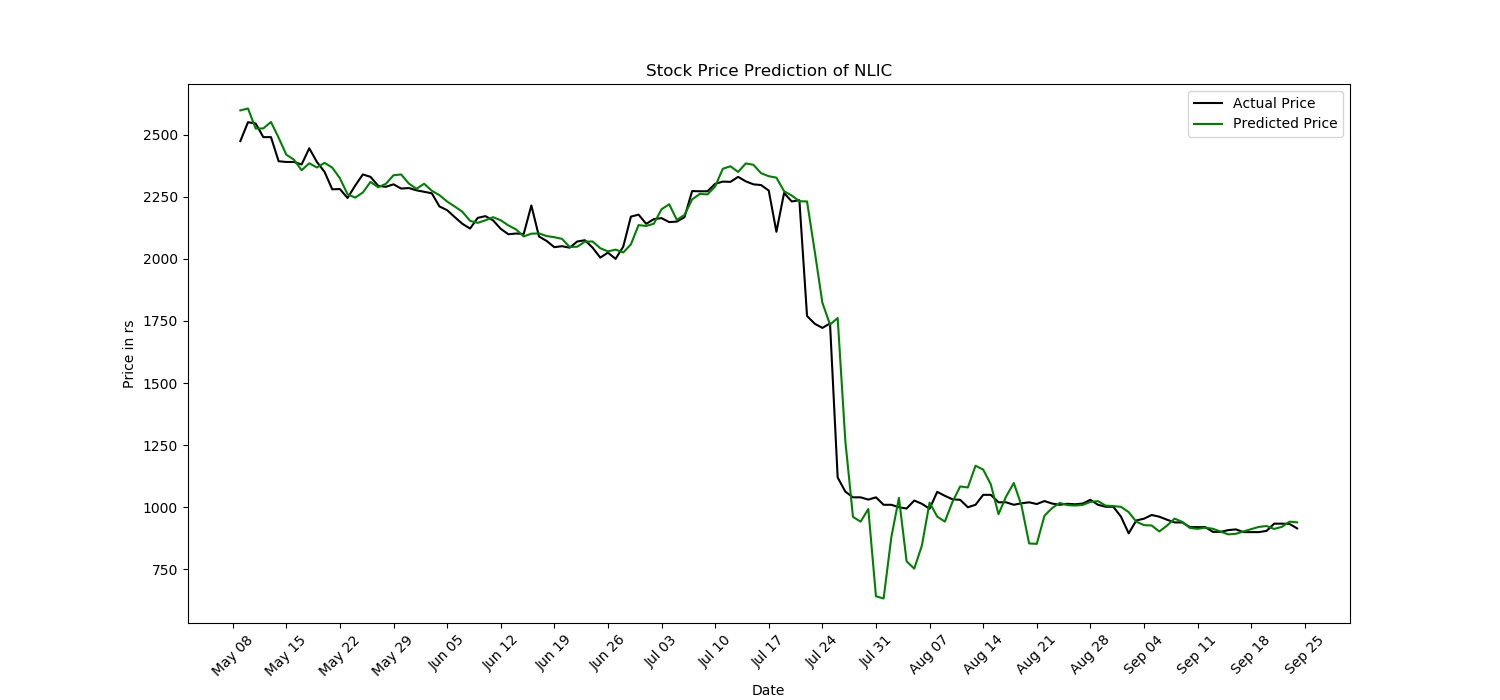 Stock Price Prediction of NLIC
Actual Price
Predicted Price
Price in rs
2500
2250
2000
1750
1500
1250
1000
750
May 08
May 15
May 22
May 29
Jun 05
Jun 12
Jun 19
Jun 26
Jul 03
Jul 10
Jul 17
Jul 24
Jul 31
Aug 07
Aug 14
Aug 21
Aug 28
Sep 04
Sep 11
Sep 18
Sep 25
Date